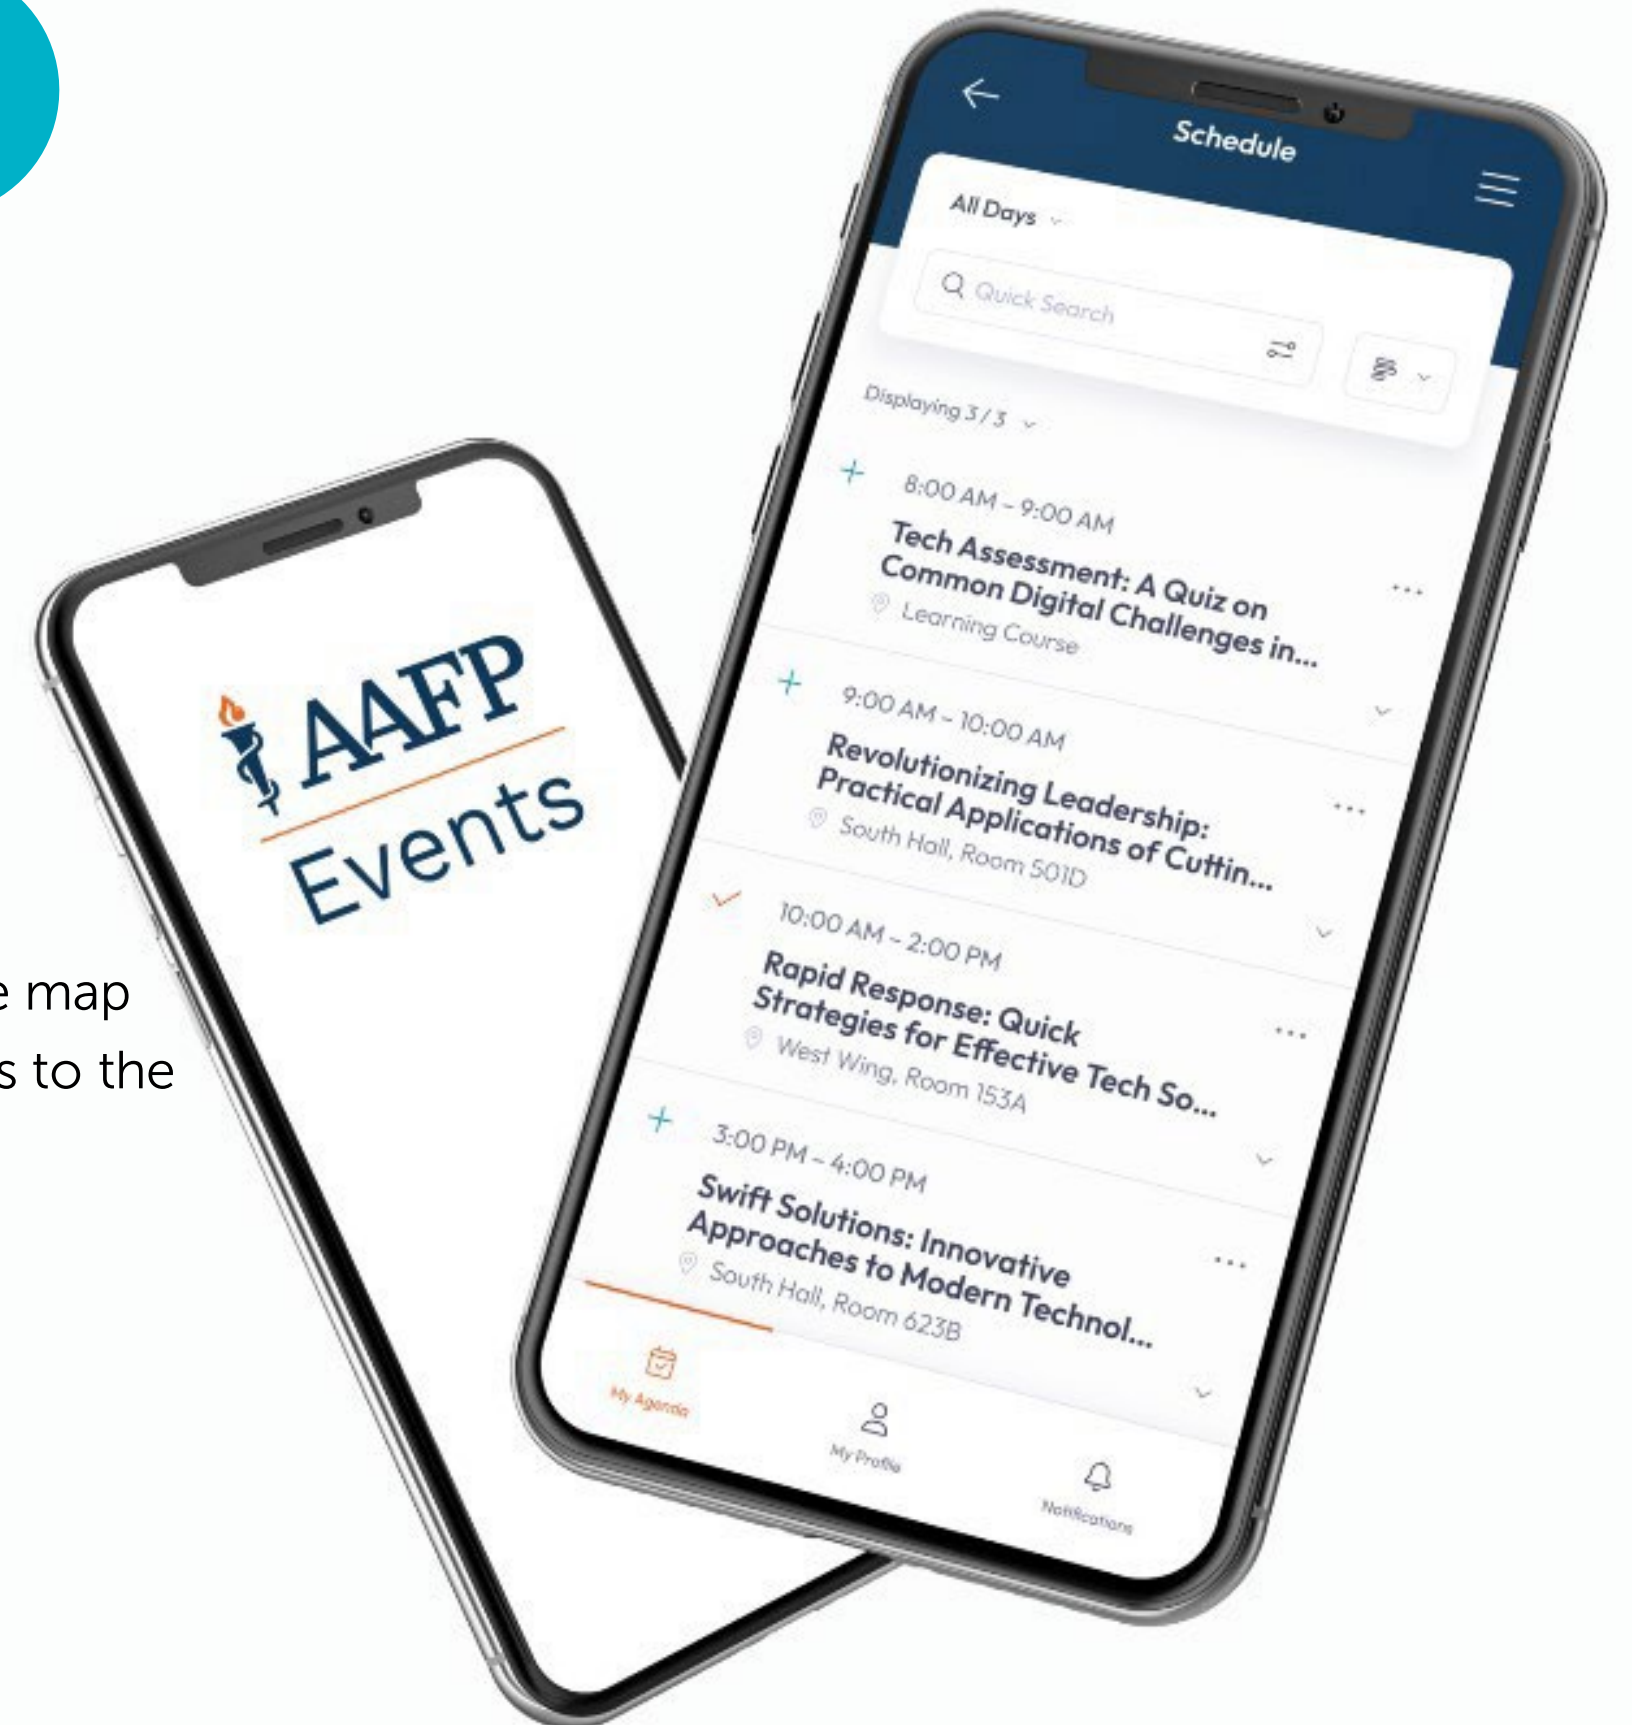 Schedule
All Days
Quick Search
Displaying 3 / 3
8:00 AM – 9:00 AM
Tech Assessment: A Quiz on
Common Digital Challenges in...
Learning Course
9:00 AM – 10:00 AM
Revolutionizing Leadership:
Practical Applications of Cuttin...
South Hall, Room 501D
10:00 AM – 2:00 PM
Rapid Response: Quick
Strategies for Effective Tech So...
West Wing, Room 153A
3:00 PM – 4:00 PM
Swift Solutions: Innovative
Approaches to Modern Technol...
South Hall, Room 623B
My Agenda
My Profile
Notifications
AAFP
Events
e map
s to the